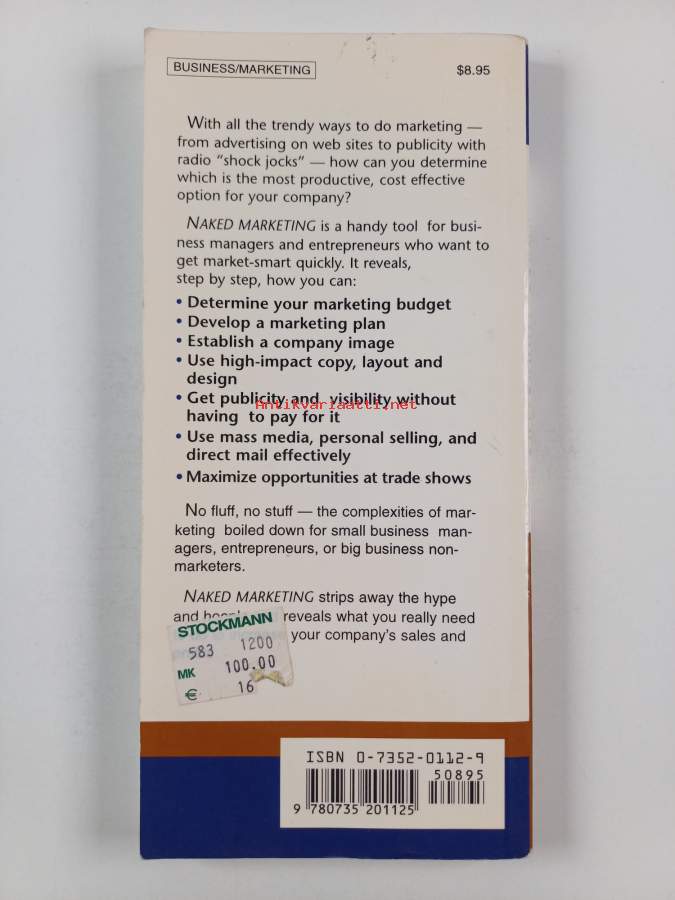 BUSINESS/MARKETING $8.95
With all the trendy ways to do marketing —
from advertising on web sites to publicity with
radio "shock jocks" — how can you determine
which is the most productive, cost effective
option for your company?
NAKED MARKETING is a handy tool for busi-
ness managers and entrepreneurs who want to
get market-smart quickly. It reveals,
step by step, how you can:
• Determine your marketing budget
• Develop a marketing plan
• Establish a company image
• Use high-impact copy, layout and
design
• Get publicity and visibility without
Antikvariaatti.net
having to pay for it
• Use mass media, personal selling, and
direct mail effectively
• Maximize opportunities at trade shows
No fluff, no stuff — the complexities of mar-
keting boiled down for small business man-
agers, entrepreneurs, or big business non-
marketers.
NAKED MARKETING strips away the hype
and reveals what you really need
your company's sales and
STOCKMANN
583 1200
MK 100.00
€ 16
ISBN 0-7352-0112-9
50895
9 780735 201125